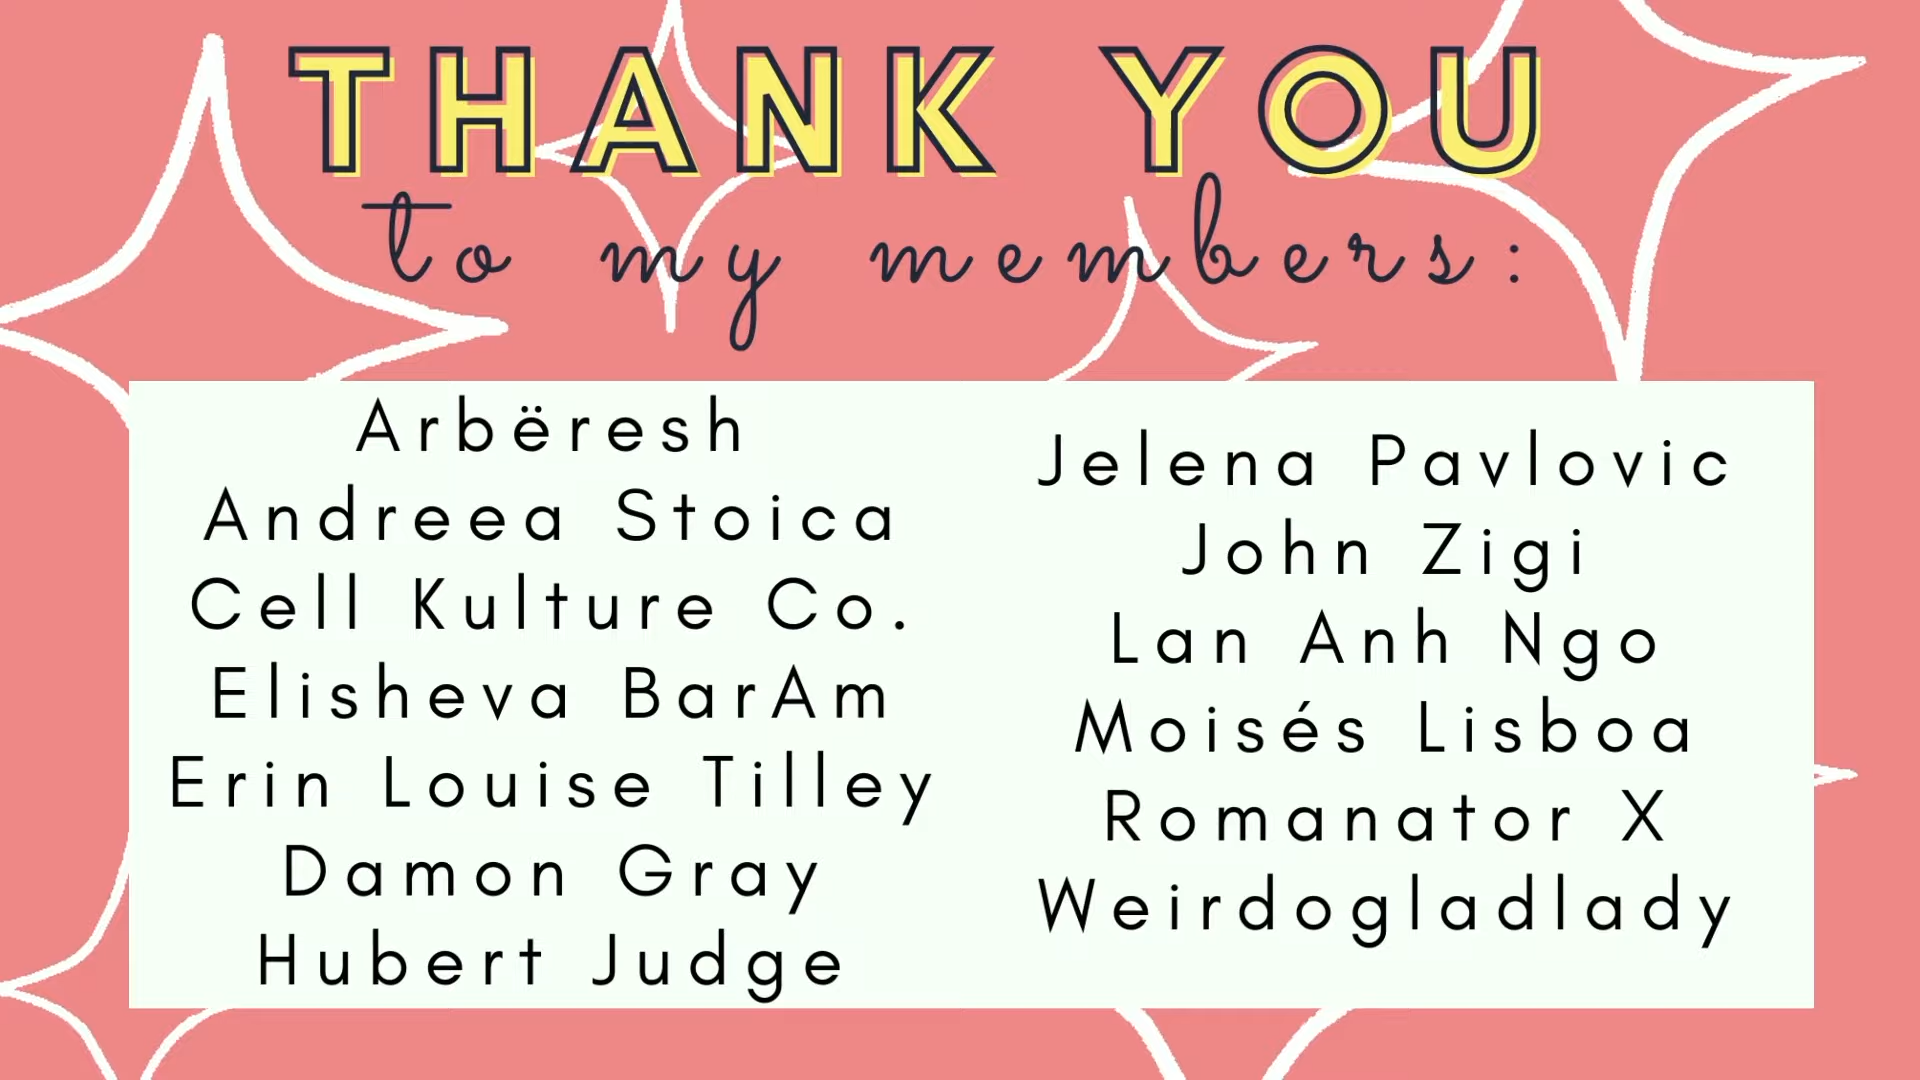 THANK YOU
to my members:
Arbëresh
Andreea Stoica
Cell Kulture Co.
Elisheva BarAm
Erin Louise Tilley
Damon Gray
Hubert Judge
Jelena Pavlovic
John Zigi
Lan Anh Ngo
Moisés Lisboa
Romanator X
Weirdogladlady